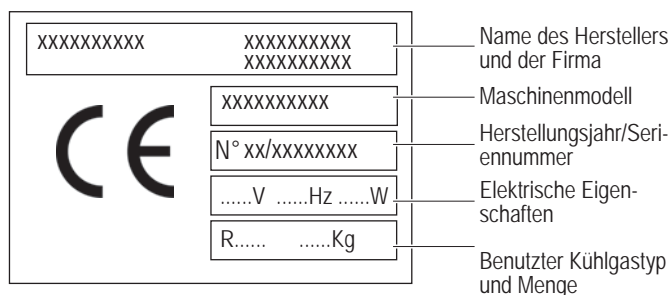 XXXXXXXXXX XXXXXXXXXX
XXXXXXXXXX
XXXXXXXXXX
N° xx/xxxxxxxx
......V ......Hz ......W
R...... ......Kg
CE
Name des Herstellers
und der Firma
Maschinenmodell
Herstellungsjahr/Seri-
ennummer
Elektrische Eigen-
schaften
Benutzter Kühlgastyp
und Menge